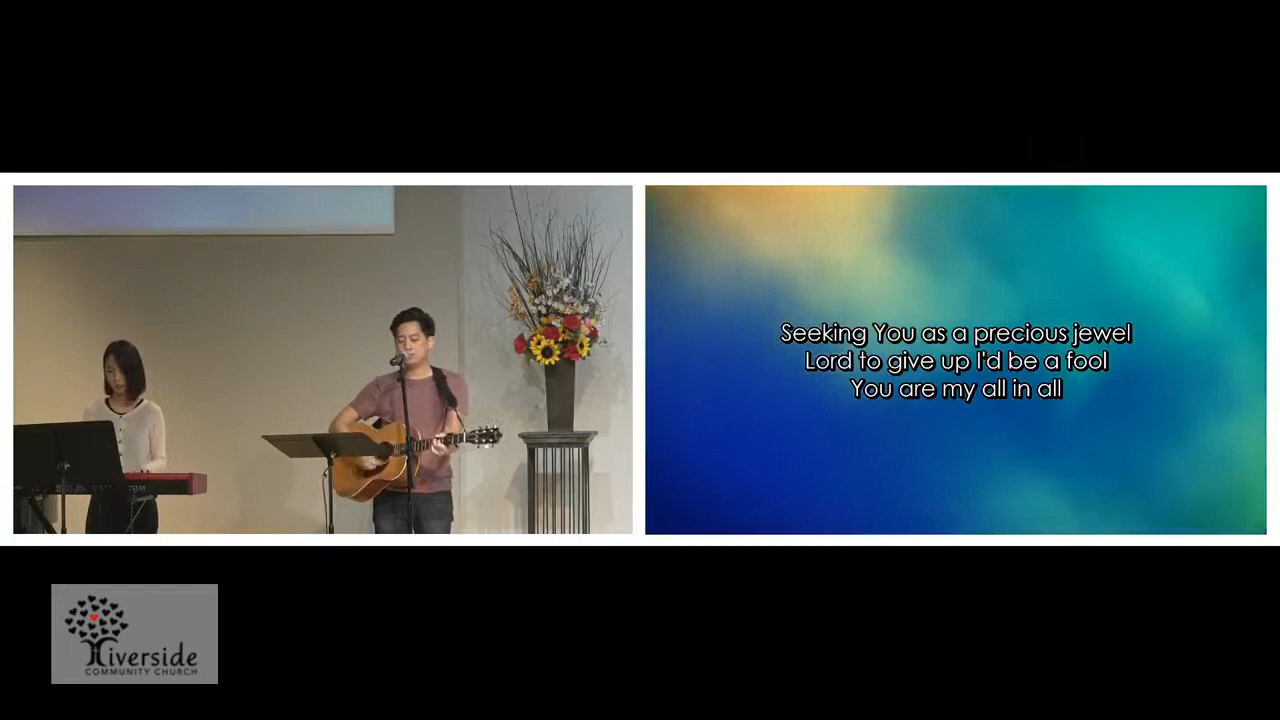 Seeking You as a precious jewel
Lord to give up I'd be a fool
You are my all in all
Riverside
COMMUNITY CHURCH